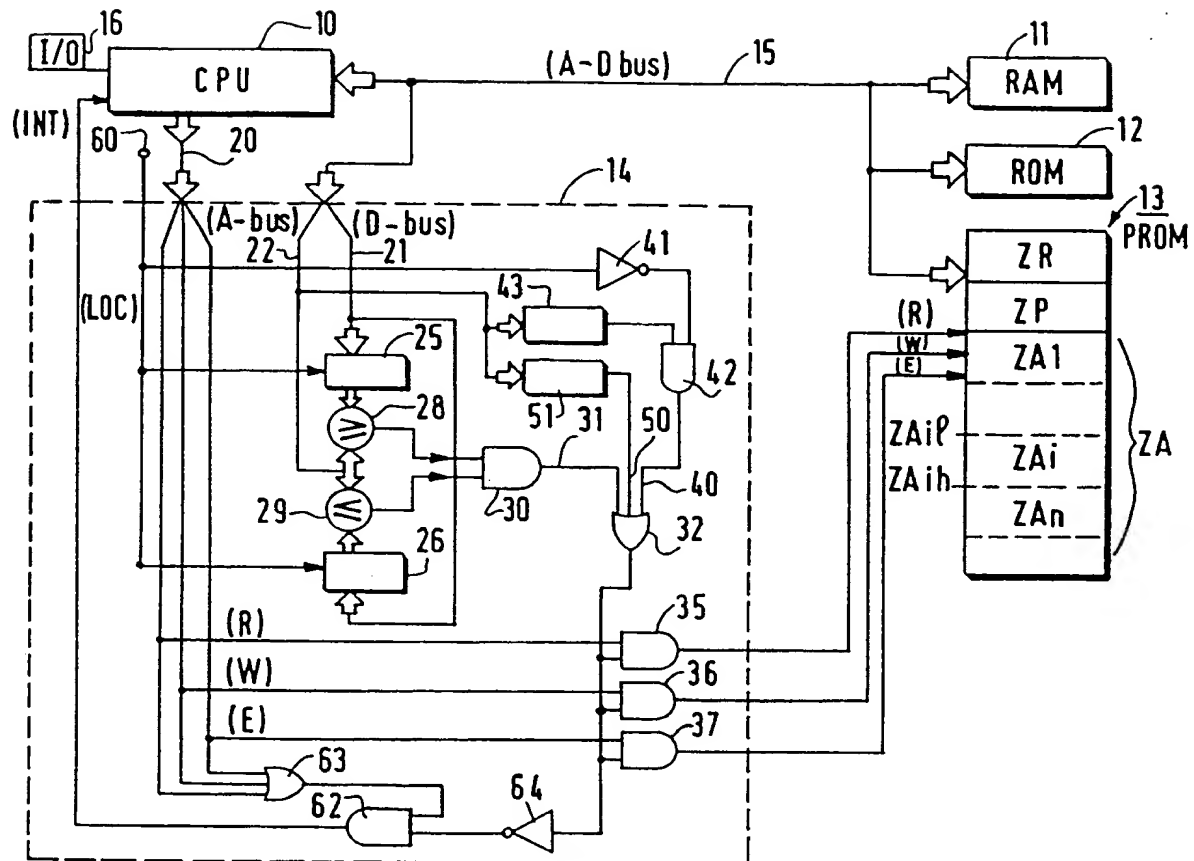 I/O
16
10
CPU
(A-D bus)
15
11
RAM
(INT)
60
20
12
ROM
14
13
PROM
(A-bus)
(D-bus)
22
21
41
ZR
(LOC)
43
ZP
(R)
(W)
(E)
25
42
ZA1
51
28
≥
31
50
ZAiℓ
ZA
ZAi
30
40
ZAih
29
≤
32
ZAn
26
(R)
35
(W)
36
(E)
37
63
62
64